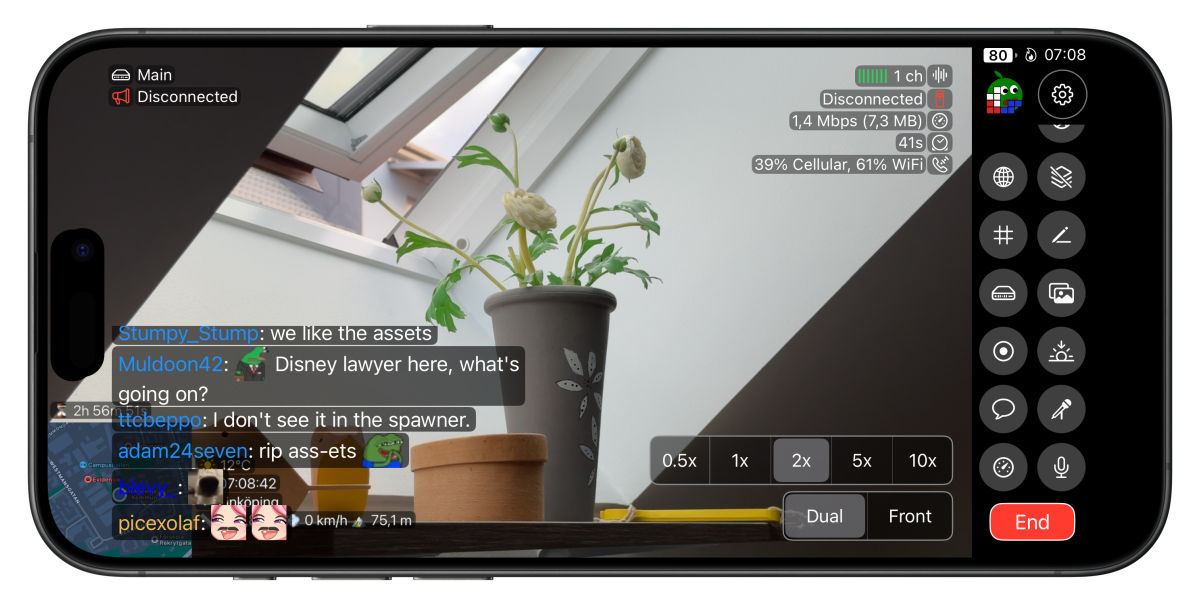 Main
Disconnected
1 ch
Disconnected
1,4 Mbps (7,3 MB)
41s
39% Cellular, 61% WiFi
80
07:08
Stumpy_Stump: we like the assets
Muldoon42: Disney lawyer here, what's
going on?
2h 56m 51s
ttcbeppo: I don't see it in the spawner.
adam24seven: rip ass-ets
12°C
blevy_:
07:08:42
nköping
picexolaf:
0 km/h 75,1 m
VÄSTMANSGATAN
Campus
Rekrytgata
0.5x 1x 2x 5x 10x
Dual Front
End